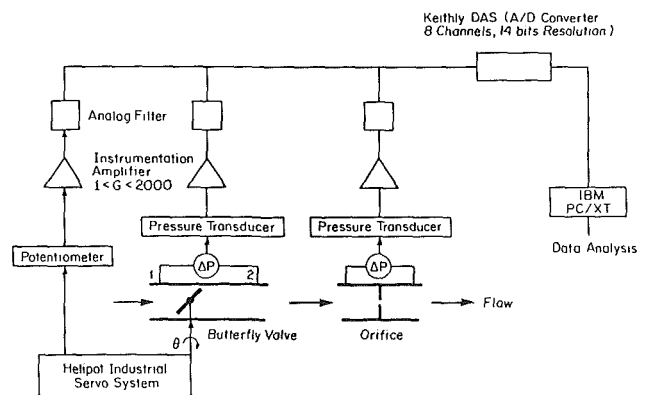 Keithly DAS (A/D Converter
8 Channels, 14 bits Resolution)
Analog Filter
Instrumentation
Amplifier
1<G<2000
IBM
PC/XT
Data Analysis
Pressure Transducer
Pressure Transducer
Potentiometer
1 ΔP 2
ΔP
Flaw
θ
Butterfly Valve
Orifice
Helipot Industrial
Servo System